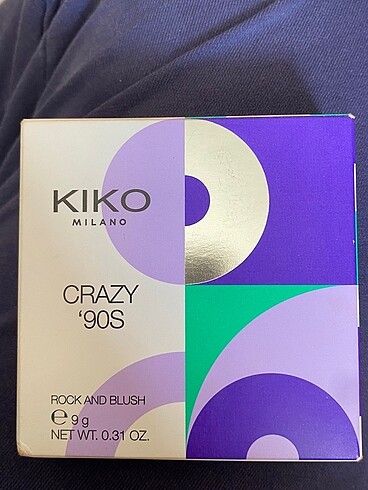 KIKO
MILANO
CRAZY
'90S
ROCK AND BLUSH
℮ 9 g
NET WT. 0.31 OZ.